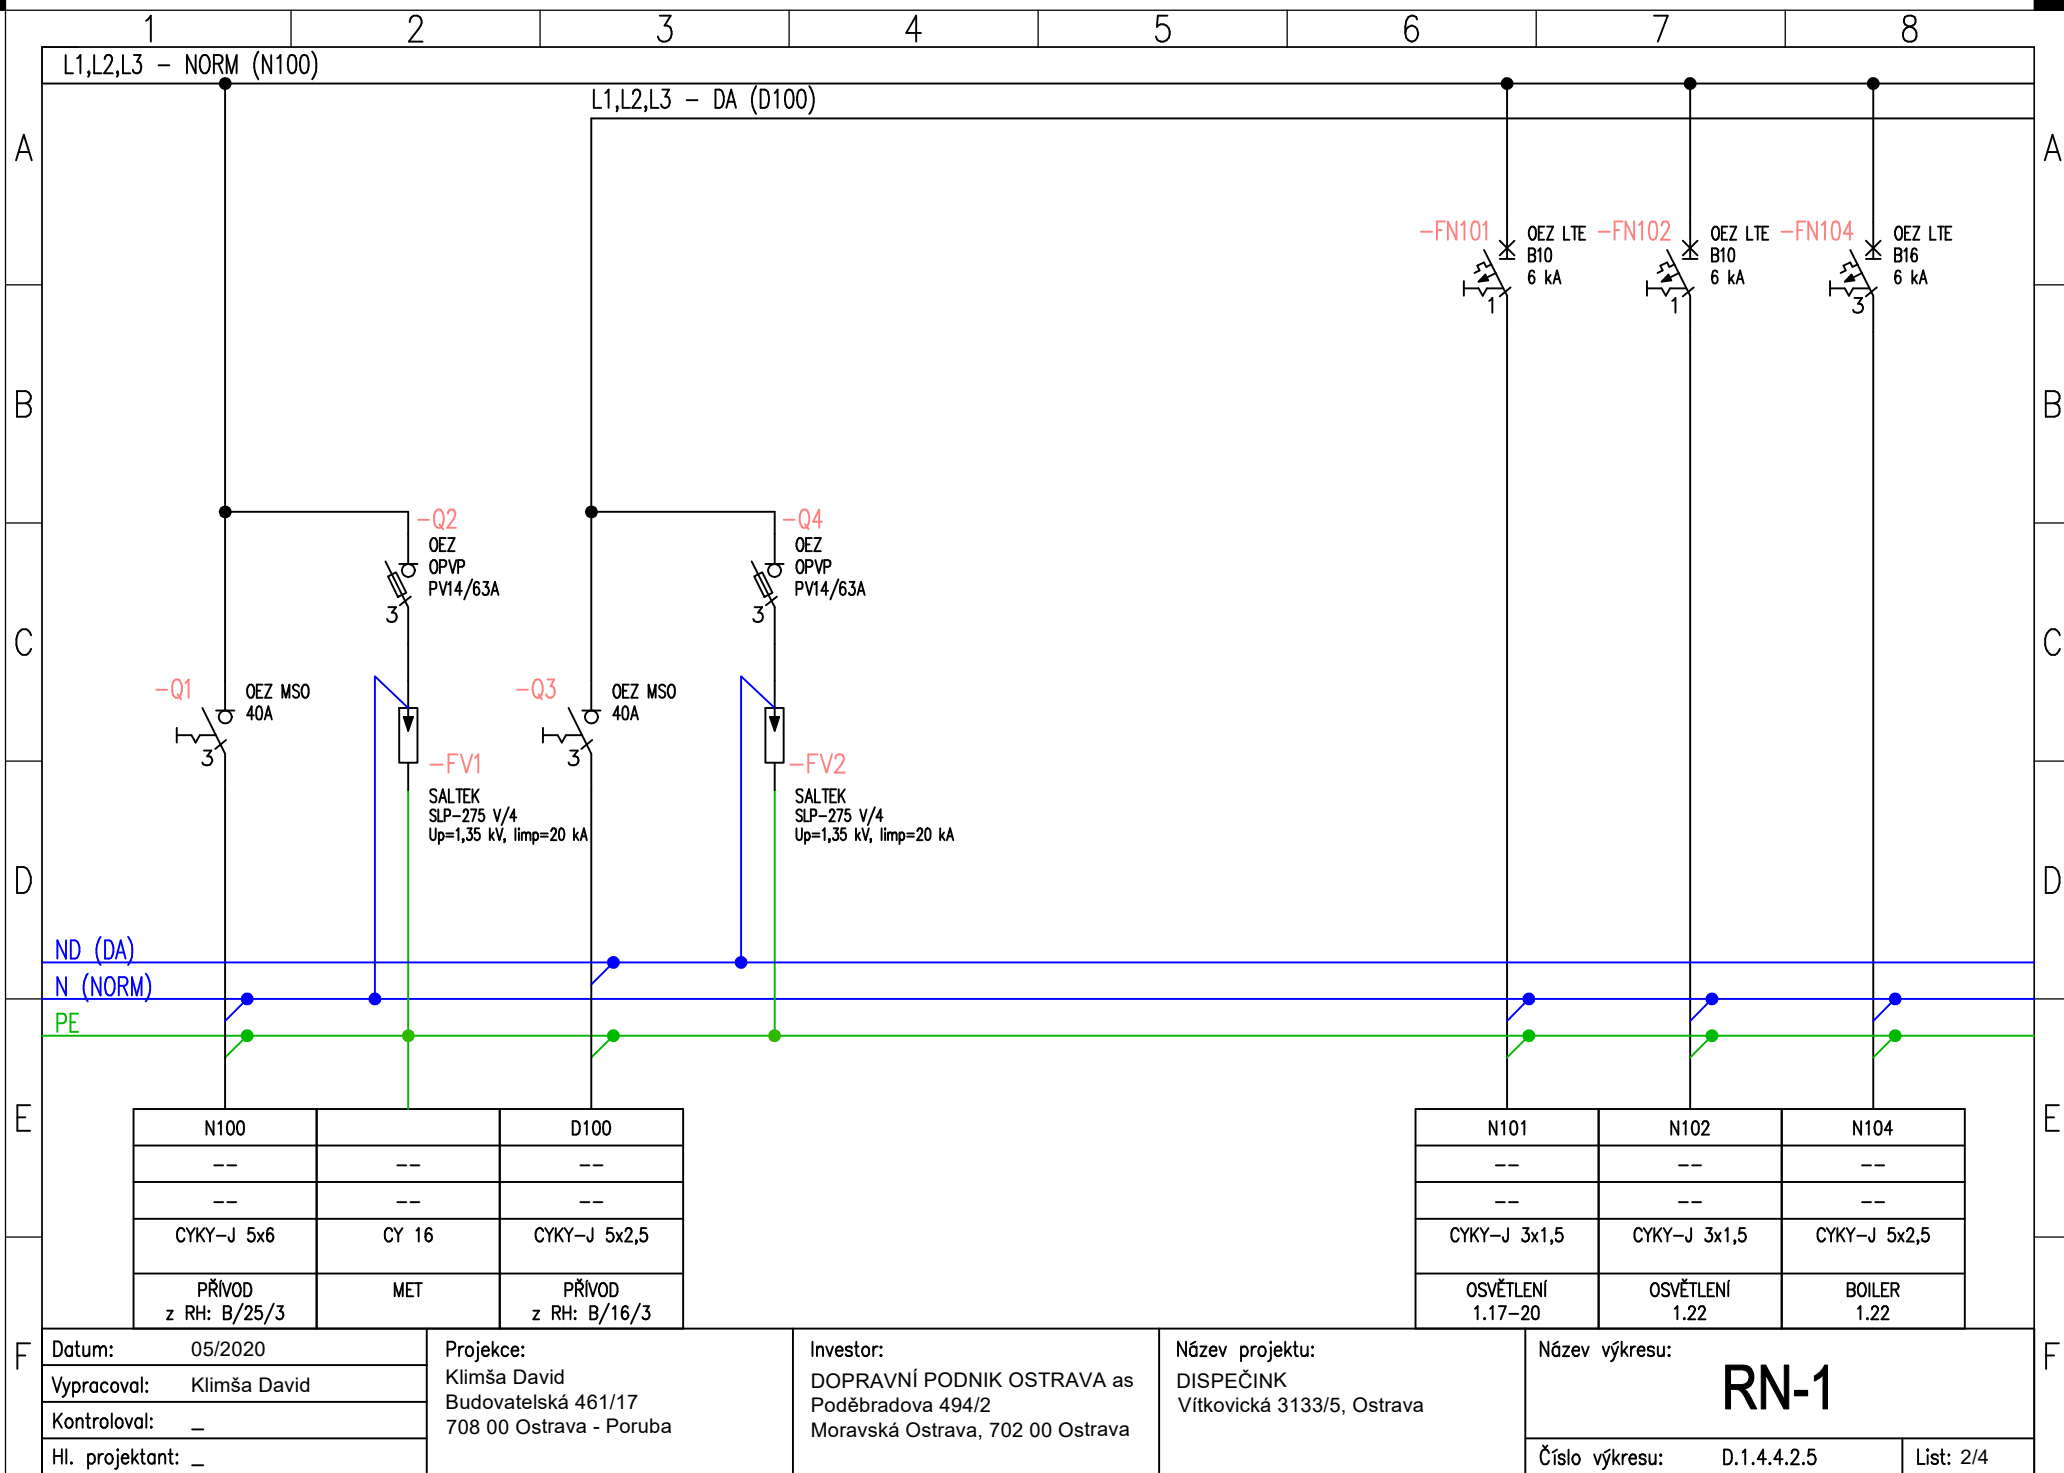 1 2 3 4 5 6 7 8
L1,L2,L3 - NORM (N100)
L1,L2,L3 - DA (D100)
A A
-FN101 OEZ LTE
B10
6 kA
1
-FN102 OEZ LTE
B10
6 kA
1
-FN104 OEZ LTE
B16
6 kA
3
B B
-Q2
OEZ
OPVP
PV14/63A
3
-Q4
OEZ
OPVP
PV14/63A
3
C C
-Q1 OEZ MSO
40A
3
-Q3 OEZ MSO
40A
3
-FV1
SALTEK
SLP-275 V/4
Up=1,35 kV, Iimp=20 kA
-FV2
SALTEK
SLP-275 V/4
Up=1,35 kV, Iimp=20 kA
D D
ND (DA)
N (NORM)
PE
E E
N100 D100 N101 N102 N104
-- -- -- -- -- --
-- -- -- -- -- --
CYKY-J 5x6 CY 16 CYKY-J 5x2,5 CYKY-J 3x1,5 CYKY-J 3x1,5 CYKY-J 5x2,5
PŘÍVOD MET PŘÍVOD OSVĚTLENÍ OSVĚTLENÍ BOILER
z RH: B/25/3 z RH: B/16/3 1.17-20 1.22 1.22
F F
Datum: 05/2020
Vypracoval: Klimša David
Kontroloval: _
Hl. projektant: _
Projekce:
Klimša David
Budovatelská 461/17
708 00 Ostrava - Poruba
Investor:
DOPRAVNÍ PODNIK OSTRAVA as
Poděbradova 494/2
Moravská Ostrava, 702 00 Ostrava
Název projektu:
DISPEČINK
Vítkovická 3133/5, Ostrava
Název výkresu:
RN-1
Číslo výkresu: D.1.4.4.2.5
List: 2/4